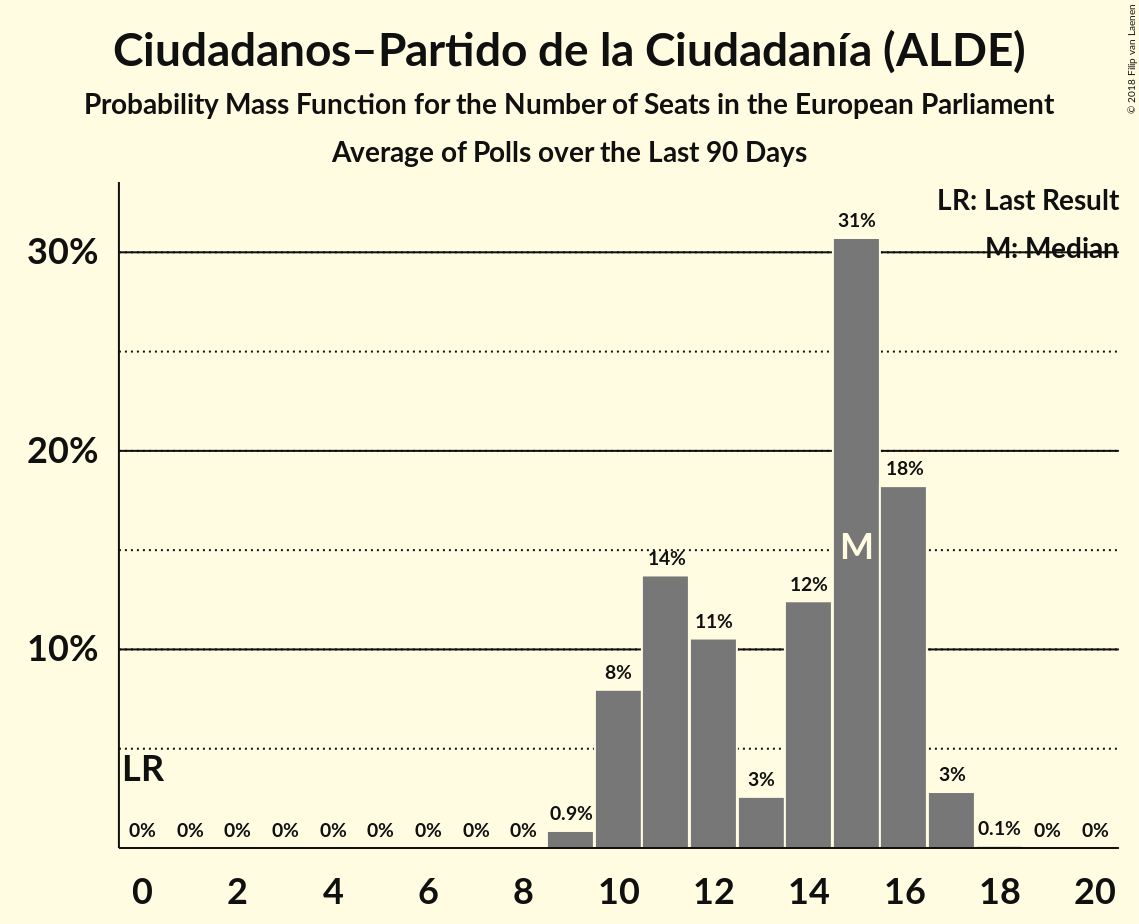 Ciudadanos–Partido de la Ciudadanía (ALDE)
Probability Mass Function for the Number of Seats in the European Parliament
Average of Polls over the Last 90 Days
© 2018 Filip van Laenen
LR: Last Result
M: Median
30%
20%
10%
31%
18%
M
14%
12%
11%
8%
LR
3%
3%
0% 0% 0% 0% 0% 0% 0% 0% 0% 0.9% 0.1% 0% 0%
0 2 4 6 8 10 12 14 16 18 20